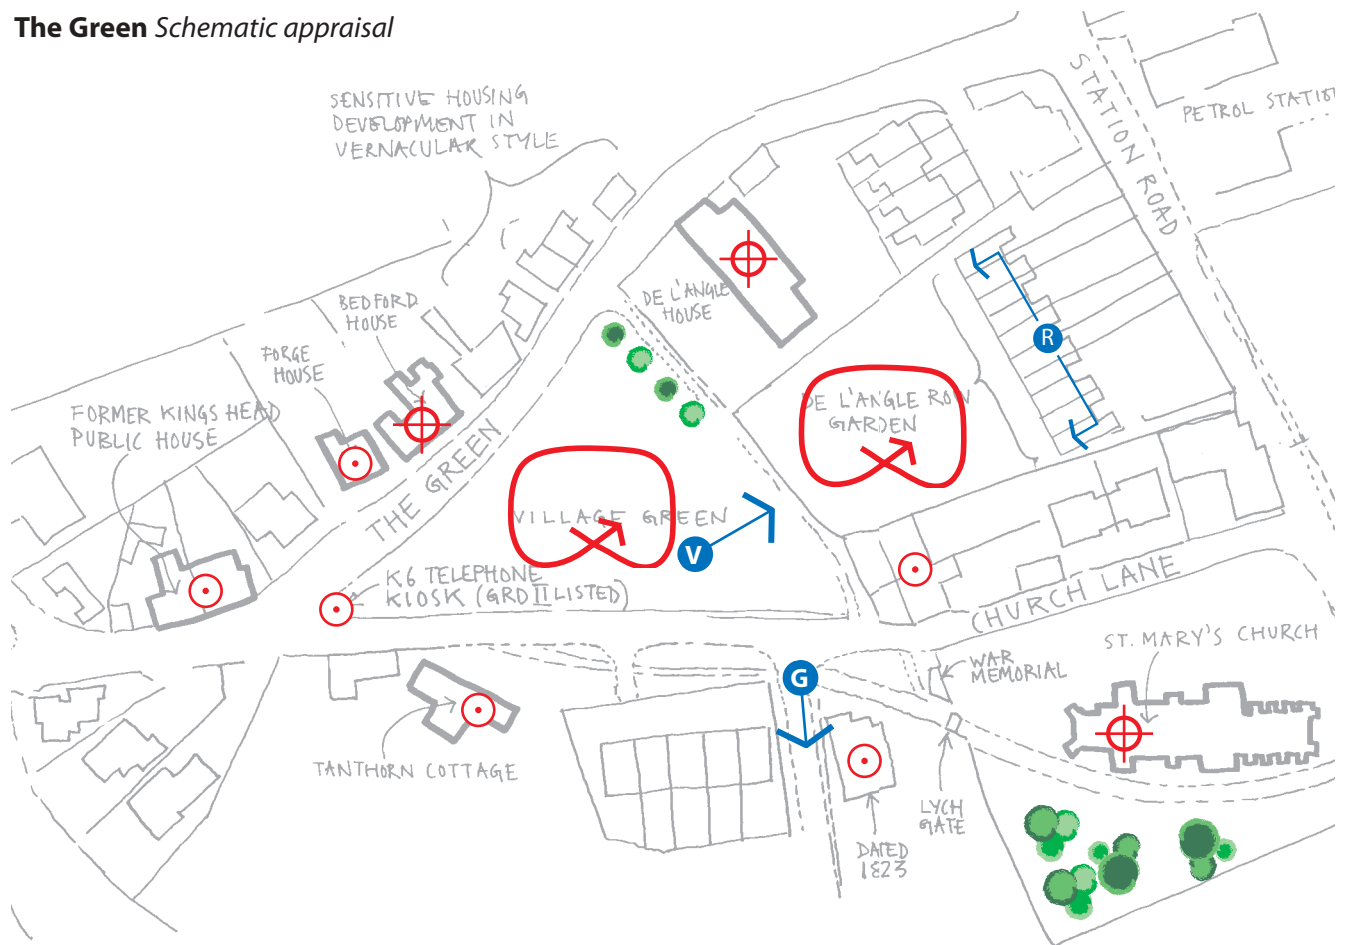 The Green Schematic appraisal
SENSITIVE HOUSING
DEVELOPMENT IN
VERNACULAR STYLE
STATION ROAD
PETROL STATION
BEDFORD
HOUSE
DE L'ANGLE
HOUSE
FORGE
HOUSE
R
FORMER KINGS HEAD
PUBLIC HOUSE
DE L'ANGLE ROW
GARDEN
THE GREEN
VILLAGE GREEN
V
K6 TELEPHONE
KIOSK (GRD II LISTED)
CHURCH LANE
ST. MARY'S CHURCH
WAR
MEMORIAL
G
TANTHORN COTTAGE
LYCH
GATE
DATED
1823